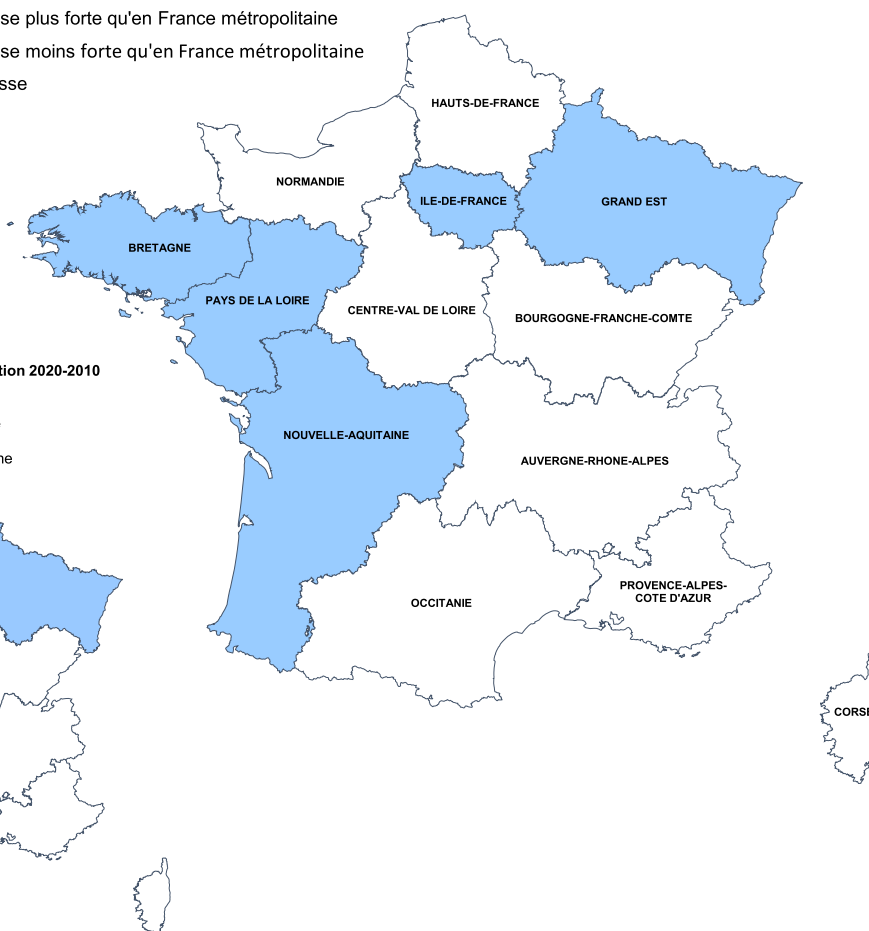 se plus forte qu'en France métropolitaine
se moins forte qu'en France métropolitaine
sse
HAUTS-DE-FRANCE
NORMANDIE
ILE-DE-FRANCE
GRAND EST
BRETAGNE
PAYS DE LA LOIRE
CENTRE-VAL DE LOIRE
BOURGOGNE-FRANCHE-COMTE
tion 2020-2010
NOUVELLE-AQUITAINE
ne
AUVERGNE-RHONE-ALPES
PROVENCE-ALPES-
COTE D'AZUR
OCCITANIE
CORSE